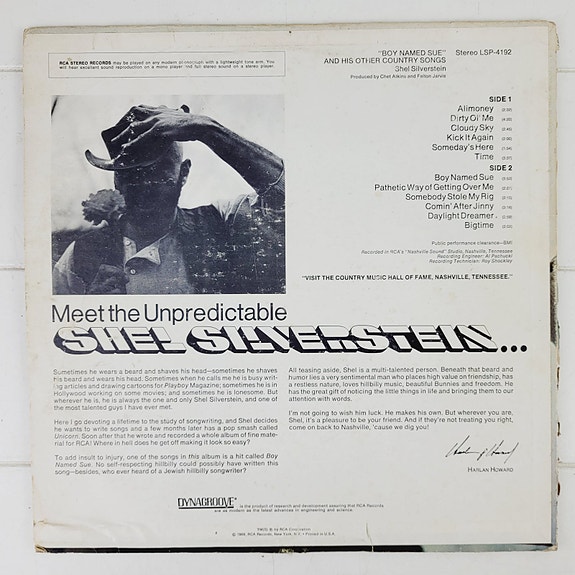 RCA STEREO RECORDS may be played on any modern phonograph with a lightweight tone arm. You
will hear excellent sound reproduction on a mono player and full stereo sound on a stereo player.
"BOY NAMED SUE" Stereo LSP-4192
AND HIS OTHER COUNTRY SONGS
Shel Silverstein
Produced by Chet Atkins and Felton Jarvis
SIDE 1
Alimoney
Dirty Ol' Me
Cloudy Sky
Kick It Again
Someday's Here
Time
SIDE 2
Boy Named Sue
Pathetic Way of Getting Over Me
Somebody Stole My Rig
Comin' After Jinny
Daylight Dreamer
Bigtime
Public performance clearance—BMI
Recorded in RCA's "Nashville Sound" Studio, Nashville, Tennessee
Recording Engineer: Al Pachucki
Recording Technician: Roy Shockley
"VISIT THE COUNTRY MUSIC HALL OF FAME, NASHVILLE, TENNESSEE."
Meet the Unpredictable
SHEL SILVERSTEIN...
Sometimes he wears a beard and shaves his head—sometimes he shaves
his beard and wears his head. Sometimes when he calls me he is busy writ-
ing articles and drawing cartoons for Playboy Magazine; sometimes he is in
Hollywood working on some movies; and sometimes he is lonesome. But
wherever he is, he is always the one and only Shel Silverstein, and one of
the most talented guys I have ever met.
Here I go devoting a lifetime to the study of songwriting, and Shel decides
he wants to write songs and a few months later has a pop smash called
Unicorn. Soon after that he wrote and recorded a whole album of fine mate-
rial for RCA! Where in hell does he get off making it look so easy?
To add insult to injury, one of the songs in this album is a hit called Boy
Named Sue. No self-respecting hillbilly could possibly have written this
song—besides, who ever heard of a Jewish hillbilly songwriter?
All teasing aside, Shel is a multi-talented person. Beneath that beard and
humor lies a very sentimental man who places high value on friendship, has
a restless nature, loves hillbilly music, beautiful Bunnies and freedom. He
has the great gift of noticing the little things in life and bringing them to our
attention with words.
I'm not going to wish him luck. He makes his own. But wherever you are,
Shel, it's a pleasure to be your friend. And if they're not treating you right,
come on back to Nashville, 'cause we dig you!
Harlan Howard
HARLAN HOWARD
DYNAGROOVE is the product of research and development assuring that RCA Records
are as modern as the latest advances in engineering and science.
TMK(s) ® by RCA Corporation
© 1969, RCA Records, New York, N.Y. • Printed in U.S.A.